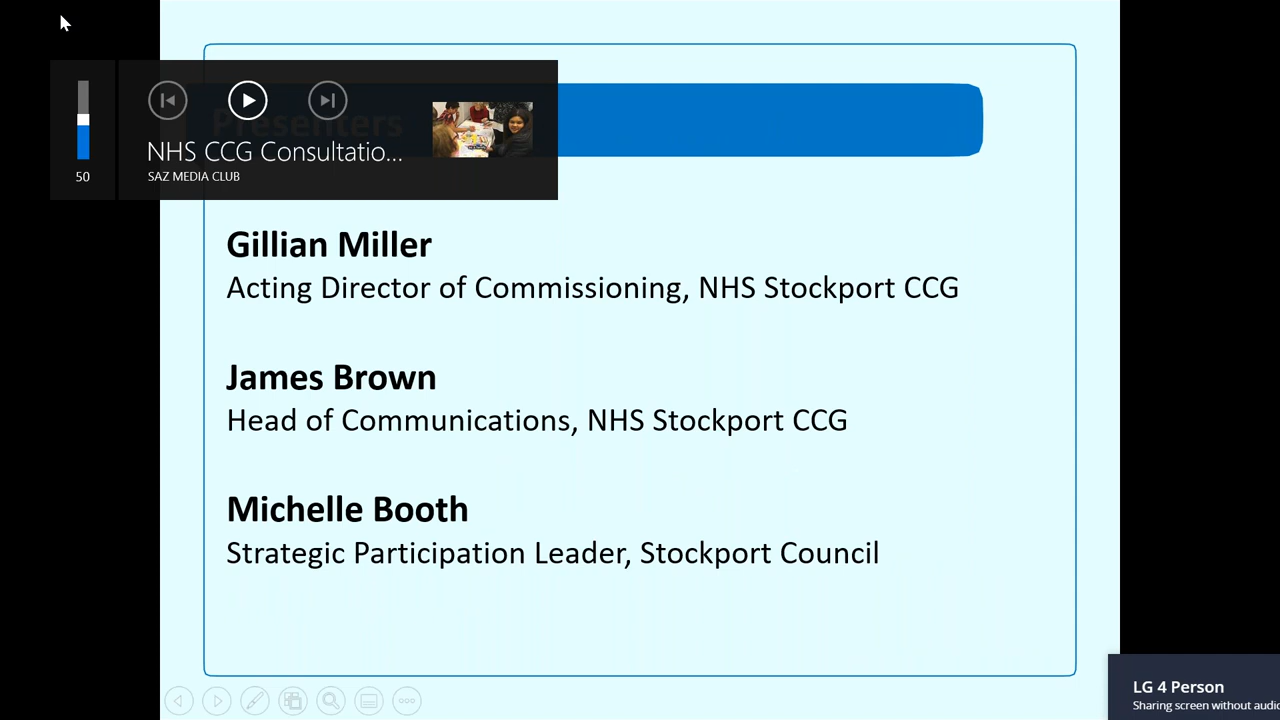 Presenters
50
NHS CCG Consultatio...
SAZ MEDIA CLUB
Gillian Miller
Acting Director of Commissioning, NHS Stockport CCG
James Brown
Head of Communications, NHS Stockport CCG
Michelle Booth
Strategic Participation Leader, Stockport Council
LG 4 Person
Sharing screen without audio